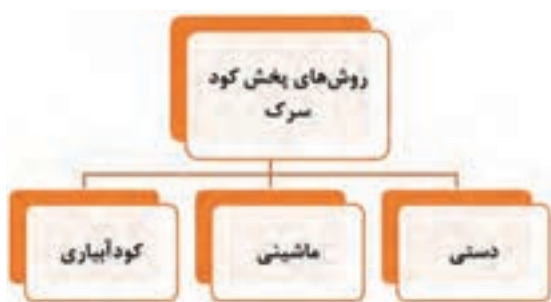 روش‌های پخش کود
سرک
دستی
ماشینی
کودآبیاری